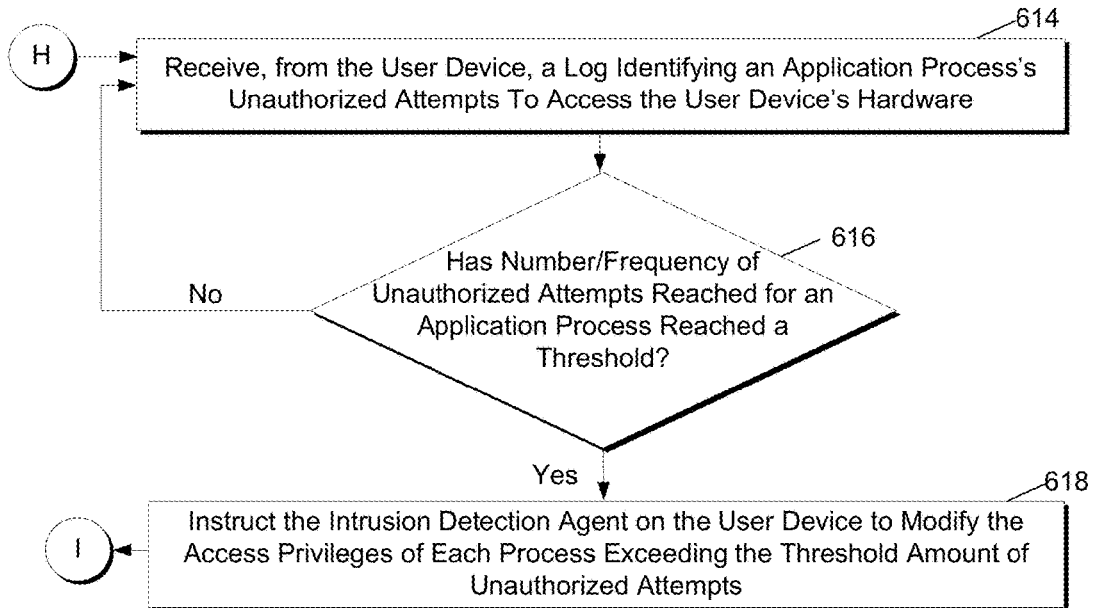 614
H
Receive, from the User Device, a Log Identifying an Application Process's
Unauthorized Attempts To Access the User Device's Hardware
616
Has Number/Frequency of
Unauthorized Attempts Reached for an
Application Process Reached a
Threshold?
No
Yes
618
Instruct the Intrusion Detection Agent on the User Device to Modify the
Access Privileges of Each Process Exceeding the Threshold Amount of
Unauthorized Attempts
I